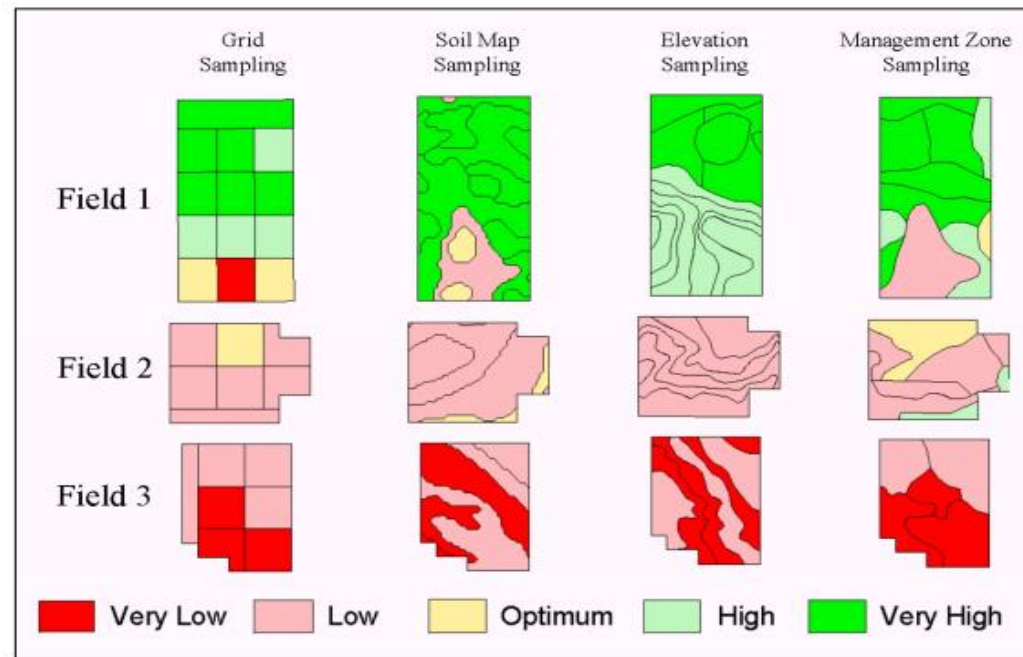 Grid
Sampling
Soil Map
Sampling
Elevation
Sampling
Management Zone
Sampling
Field 1
Field 2
Field 3
Very Low
Low
Optimum
High
Very High